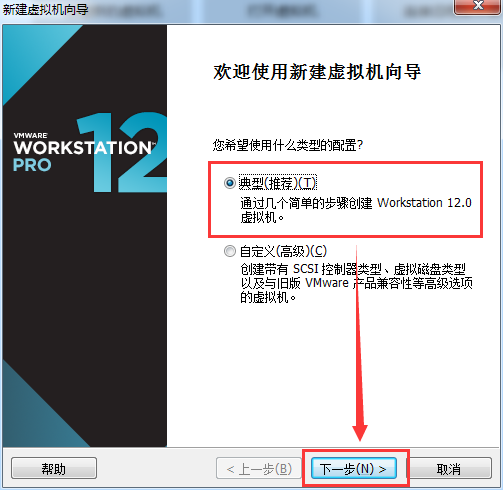 新建虚拟机向导
欢迎使用新建虚拟机向导
VMWARE
WORKSTATION™
PRO
12
您希望使用什么类型的配置?
典型(推荐)(T)
通过几个简单的步骤创建 Workstation 12.0
虚拟机。
自定义(高级)(C)
创建带有 SCSI 控制器类型、虚拟磁盘类型
以及与旧版 VMware 产品兼容性等高级选项
的虚拟机。
帮助
< 上一步(B)
下一步(N) >
取消